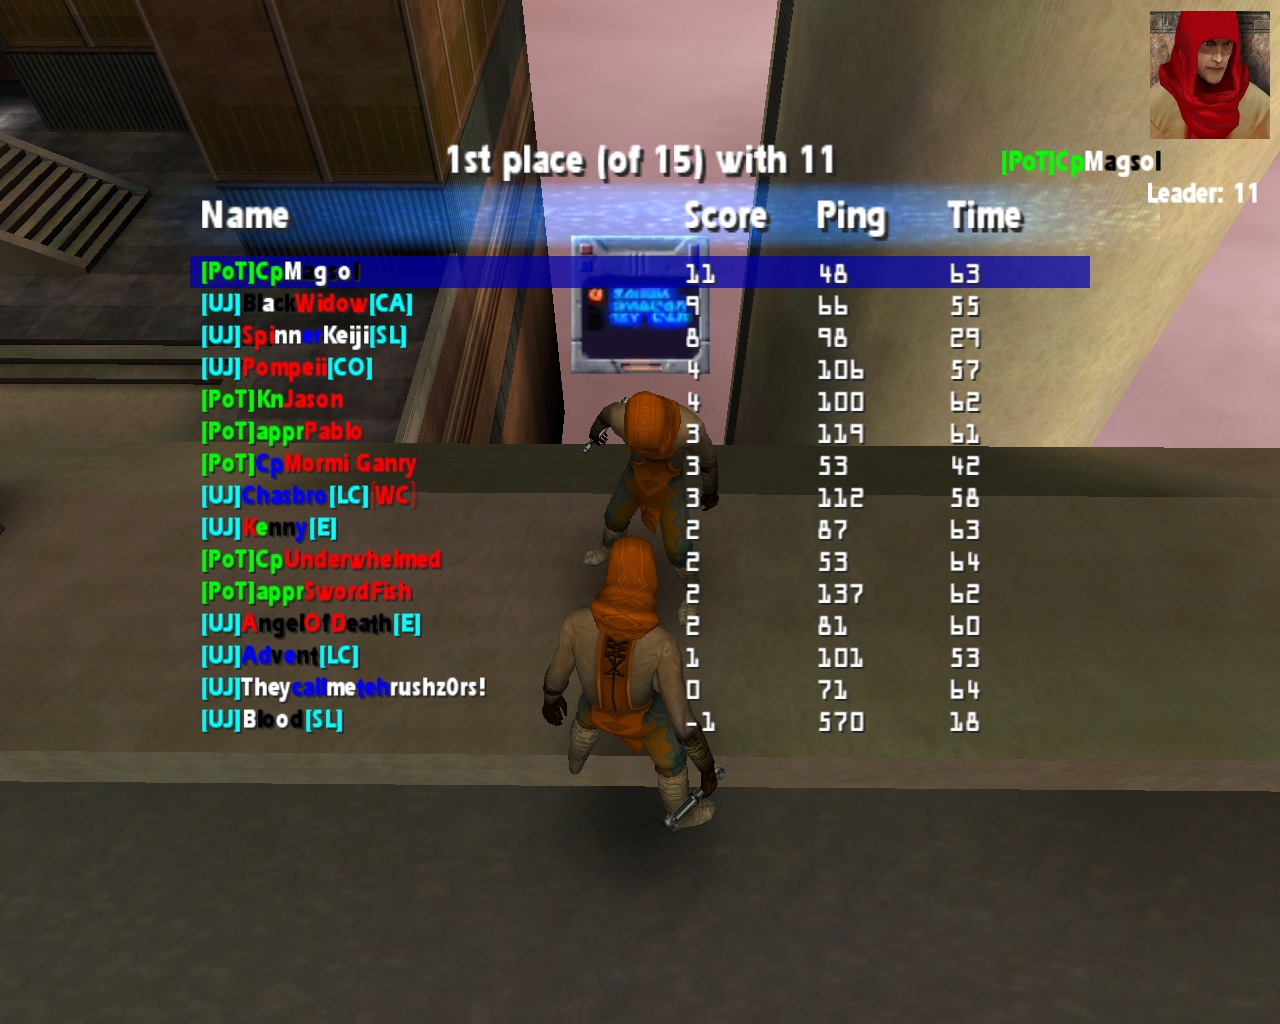 1st place (of 15) with 11
[PoT]CpMagsol
Leader: 11
Name Score Ping Time
[PoT]CpMagsol 11 48 63
[UJ]BlackWidow[CA] 9 66 55
[UJ]SpinnerKeiji[SL] 8 98 29
[UJ]Pompeii[CO] 4 106 57
[PoT]KnJason 4 100 62
[PoT]apprPablo 3 119 61
[PoT]CpMormi Ganry 3 53 42
[UJ]Chasbro[LC][WC] 3 112 58
[UJ]Kenny[E] 2 87 63
[PoT]CpUnderwhelmed 2 53 64
[PoT]apprSwordFish 2 137 62
[UJ]AngelOfDeath[E] 2 81 60
[UJ]Advent[LC] 1 101 53
[UJ]Theycallmetehrushz0rs! 0 71 64
[UJ]Blood[SL] -1 570 18